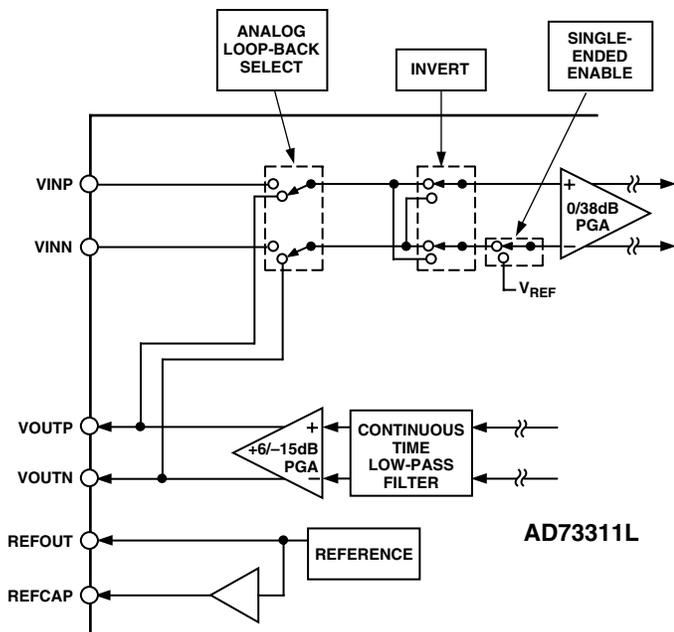 ANALOG
LOOP-BACK
SELECT
INVERT
SINGLE-
ENDED
ENABLE
VINP
+
0/38dB
PGA
VINN
–
VREF
VOUTP
+
+6/–15dB
PGA
CONTINUOUS
TIME
LOW-PASS
FILTER
VOUTN
–
AD73311L
REFOUT
REFERENCE
REFCAP